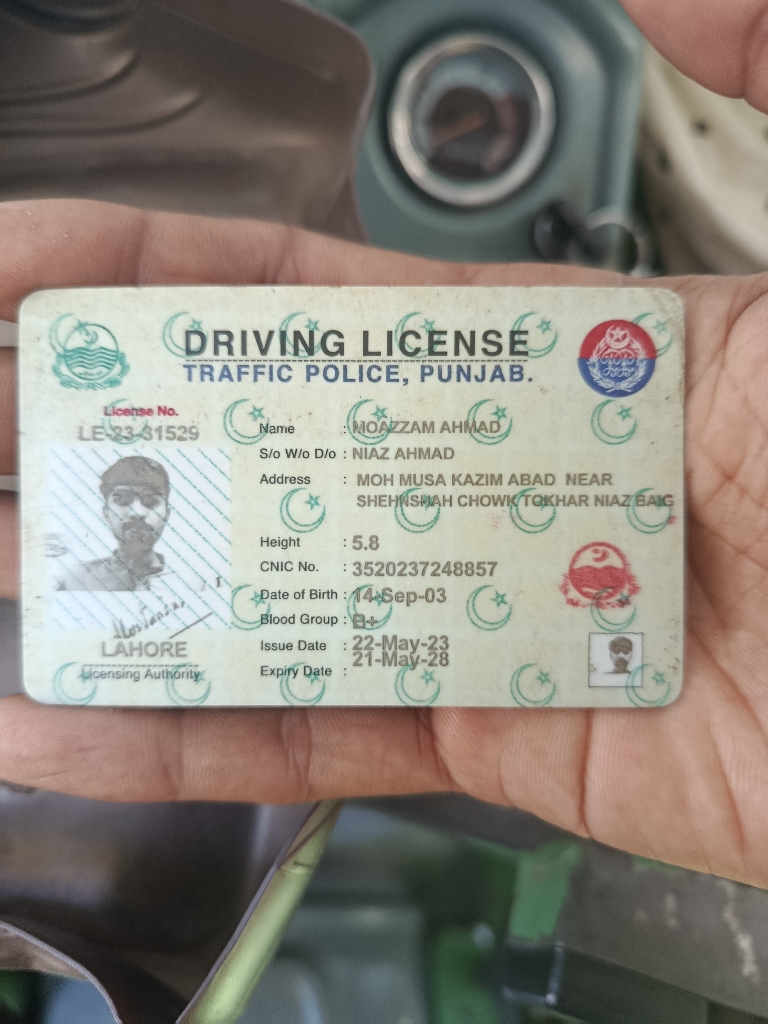 DRIVING LICENSE
TRAFFIC POLICE, PUNJAB.
License No.
LE-23-31529
Name : MOAZZAM AHMAD
S/o W/o D/o : NIAZ AHMAD
Address : MOH MUSA KAZIM ABAD NEAR
SHEHNSHAH CHOWK TOKHAR NIAZ BAIG
Height : 5.8
CNIC No. : 3520237248857
Date of Birth : 14-Sep-03
Blood Group : B+
Issue Date : 22-May-23
Expiry Date : 21-May-28
LAHORE
Licensing Authority